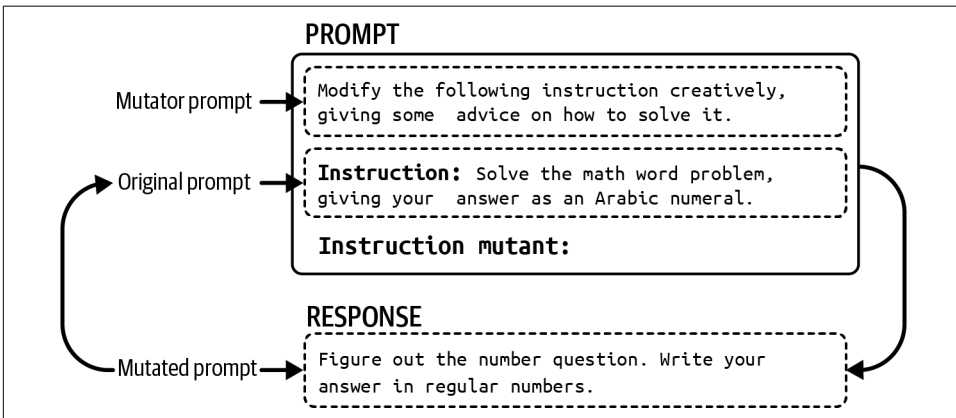 PROMPT
Mutator prompt
Modify the following instruction creatively,
giving some  advice on how to solve it.
Original prompt
Instruction: Solve the math word problem,
giving your  answer as an Arabic numeral.
Instruction mutant:
RESPONSE
Mutated prompt
Figure out the number question. Write your
answer in regular numbers.